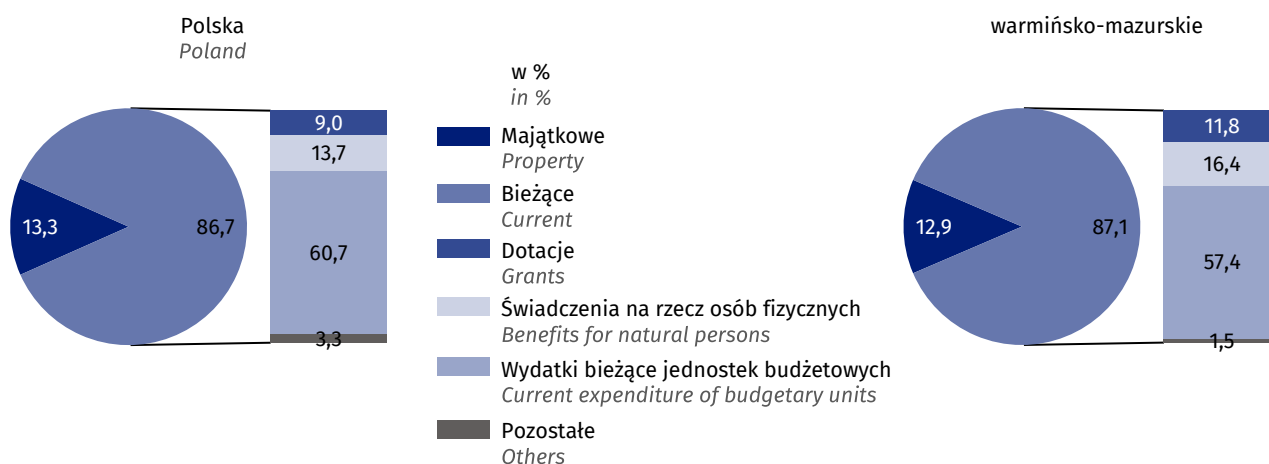 Polska
Poland
13,3
86,7
9,0
13,7
60,7
3,3
w %
in %
Majątkowe
Property
Bieżące
Current
Dotacje
Grants
Świadczenia na rzecz osób fizycznych
Benefits for natural persons
Wydatki bieżące jednostek budżetowych
Current expenditure of budgetary units
Pozostałe
Others
warmińsko-mazurskie
12,9
87,1
11,8
16,4
57,4
1,5